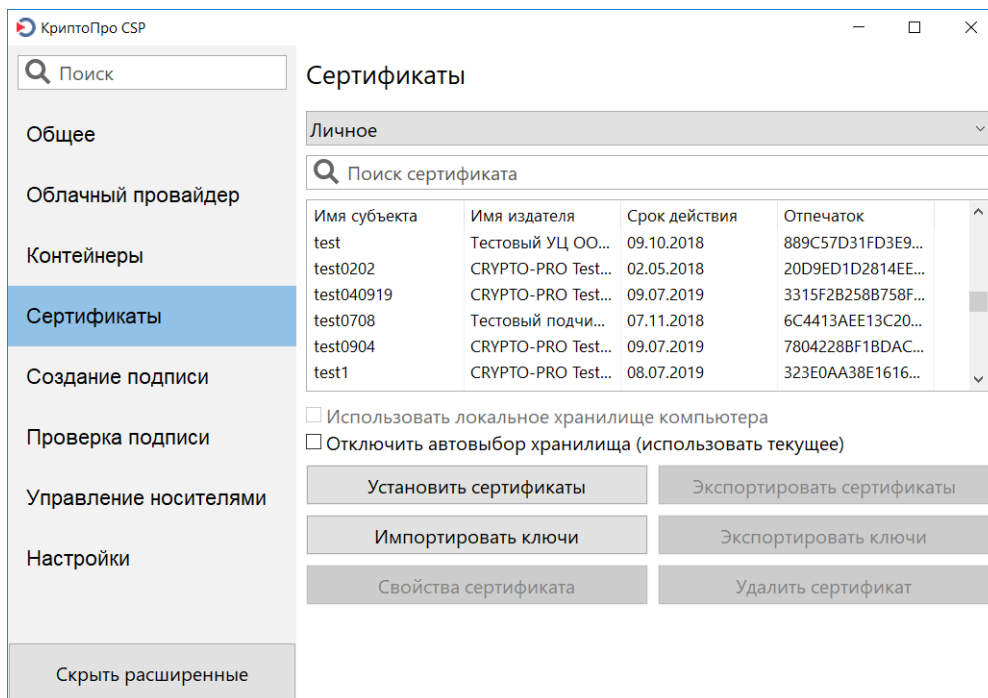 КриптоПро CSP
Поиск
Общее
Облачный провайдер
Контейнеры
Сертификаты
Создание подписи
Проверка подписи
Управление носителями
Настройки
Скрыть расширенные
Сертификаты
Личное
Поиск сертификата
Имя субъекта Имя издателя Срок действия Отпечаток
test Тестовый УЦ ОО... 09.10.2018 889C57D31FD3E9...
test0202 CRYPTO-PRO Test... 02.05.2018 20D9ED1D2814EE...
test040919 CRYPTO-PRO Test... 09.07.2019 3315F2B258B758F...
test0708 Тестовый подчи... 07.11.2018 6C4413AEE13C20...
test0904 CRYPTO-PRO Test... 09.07.2019 7804228BF1BDAC...
test1 CRYPTO-PRO Test... 08.07.2019 323E0AA38E1616...
Использовать локальное хранилище компьютера
Отключить автовыбор хранилища (использовать текущее)
Установить сертификаты Экспортировать сертификаты
Импортировать ключи Экспортировать ключи
Свойства сертификата Удалить сертификат